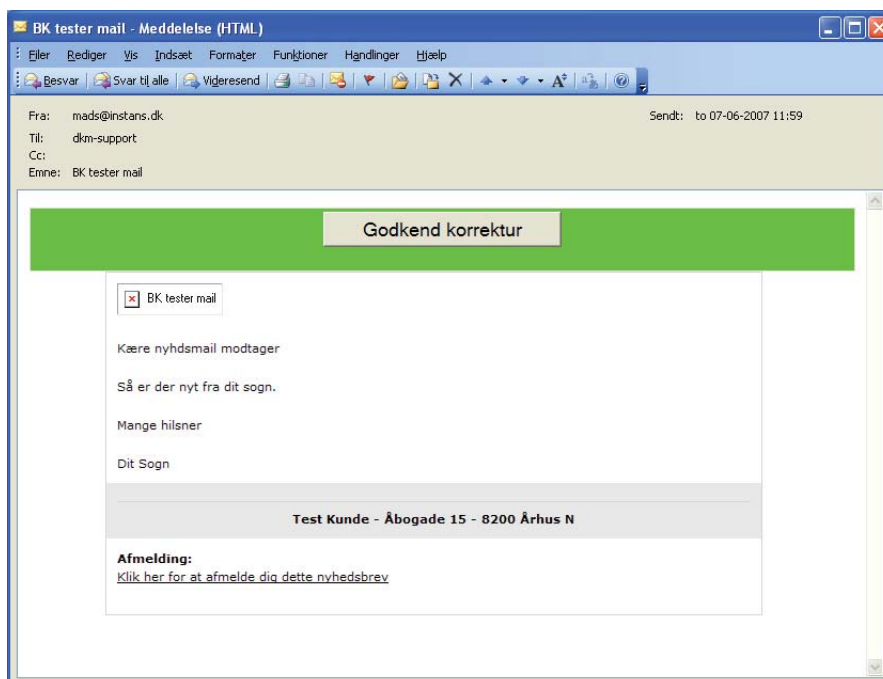 BK tester mail - Meddelelse (HTML)
Filer Rediger Vis Indsæt Formater Funktioner Handlinger Hjælp
Besvar Svar til alle Videresend
Fra: mads@instans.dk Sendt: to 07-06-2007 11:59
Til: dkm-support
Cc:
Emne: BK tester mail
Godkend korrektur
BK tester mail
Kære nyhdsmail modtager
Så er der nyt fra dit sogn.
Mange hilsner
Dit Sogn
Test Kunde - Åbogade 15 - 8200 Århus N
Afmelding:
Klik her for at afmelde dig dette nyhedsbrev